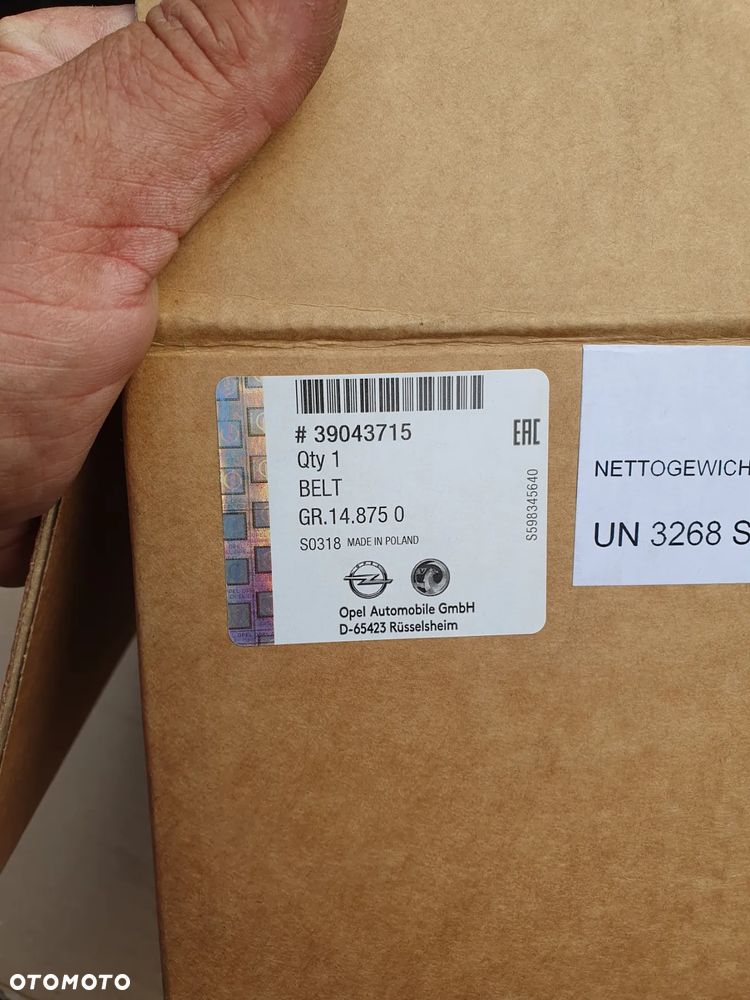 # 39043715
EAC
Qty 1
BELT
GR.14.875 0
S0318 MADE IN POLAND
S598345640
Opel Automobile GmbH
D-65423 Rüsselsheim
NETTOGEWICH
UN 3268 S
OTOMOTO